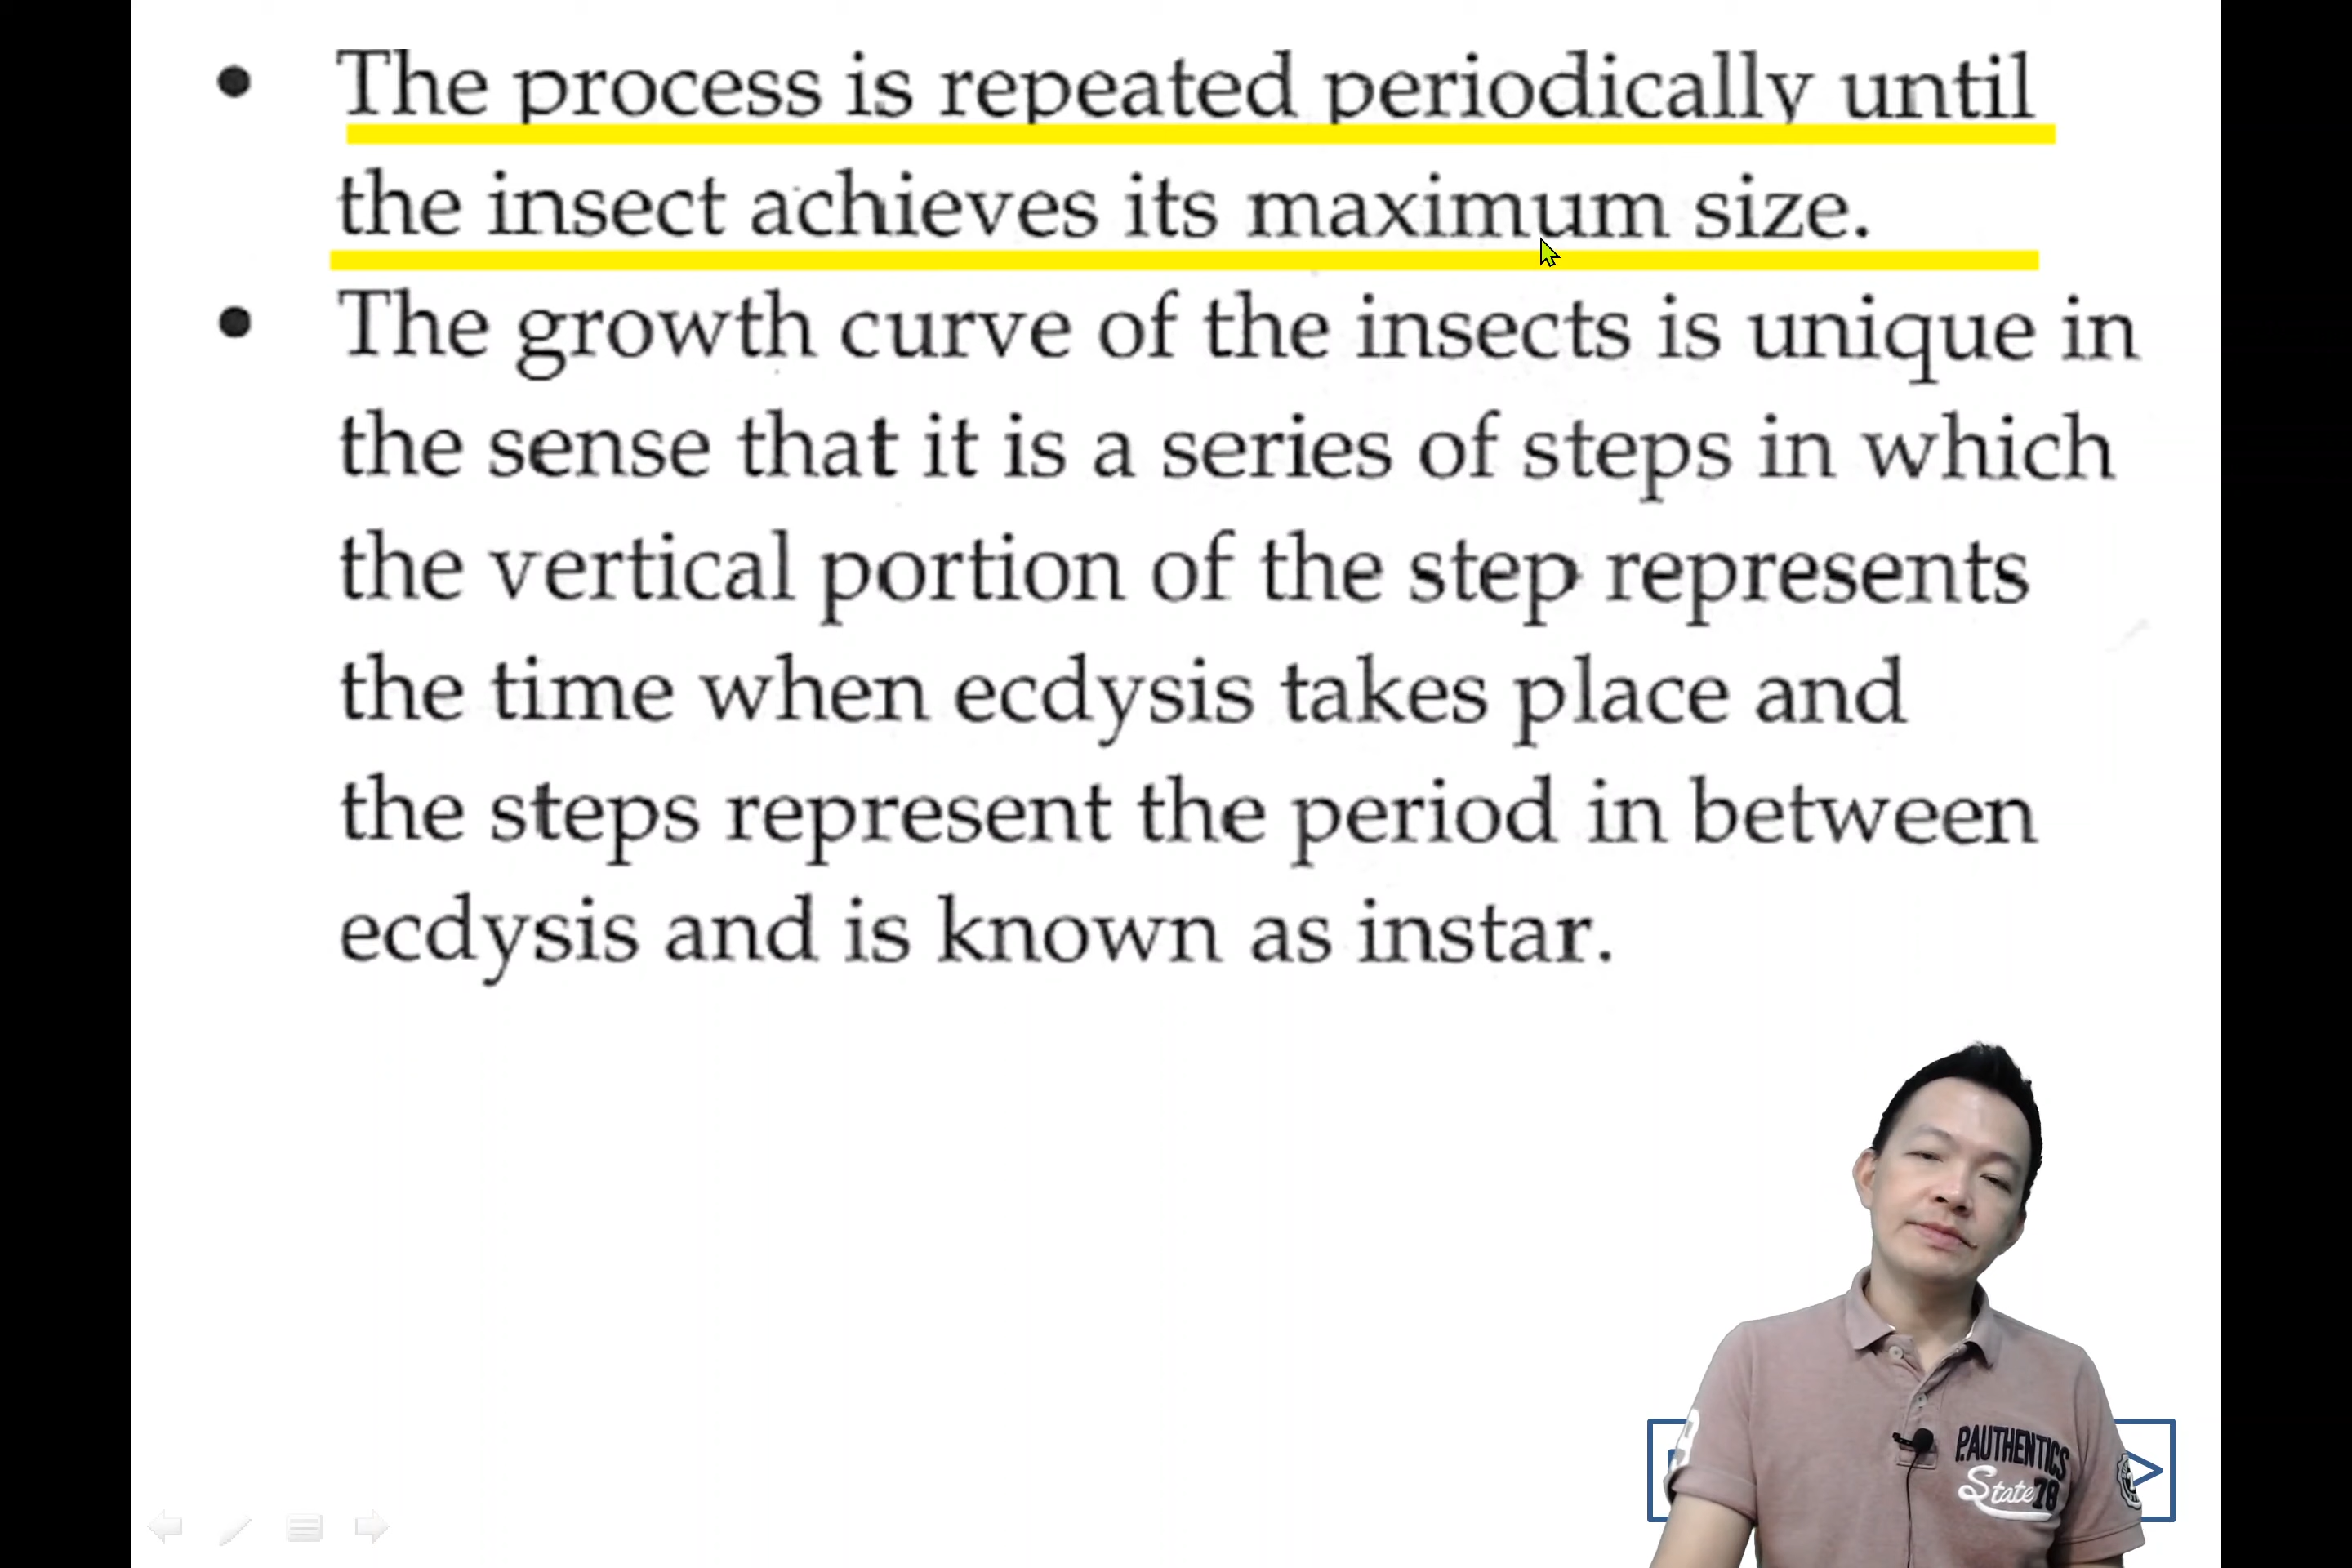 • The process is repeated periodically until
the insect achieves its maximum size.
• The growth curve of the insects is unique in
the sense that it is a series of steps in which
the vertical portion of the step represents
the time when ecdysis takes place and
the steps represent the period in between
ecdysis and is known as instar.
P.AUTHENTICS
State 78